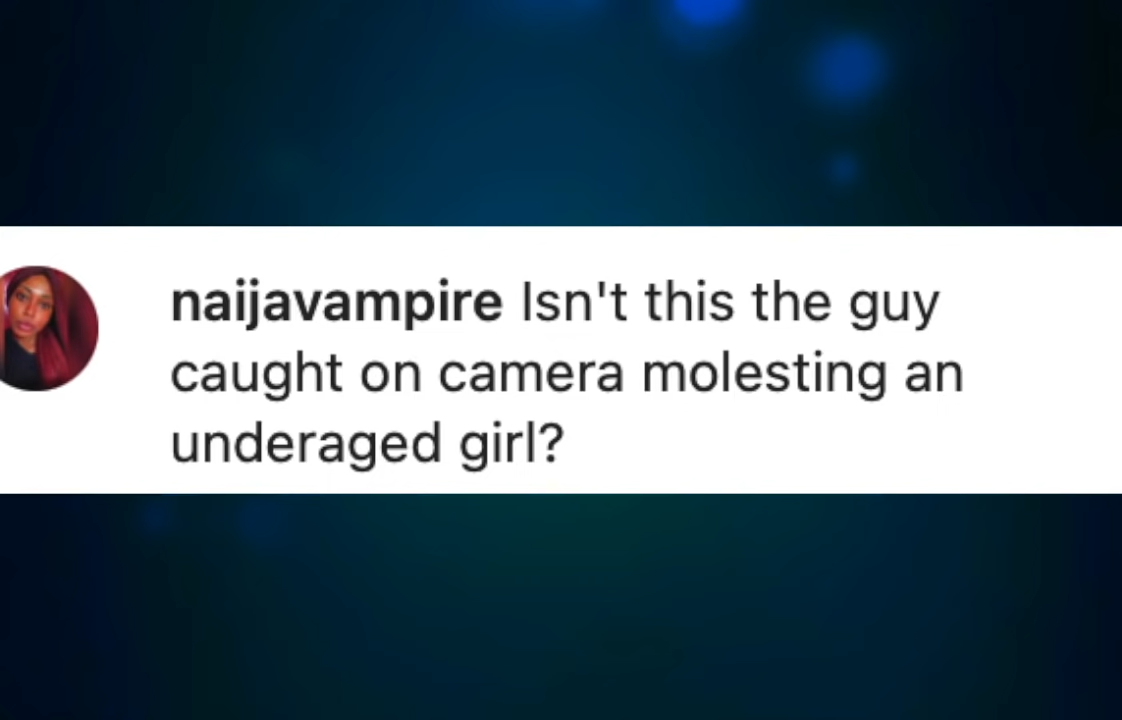 naijavampire Isn't this the guy
caught on camera molesting an
underaged girl?